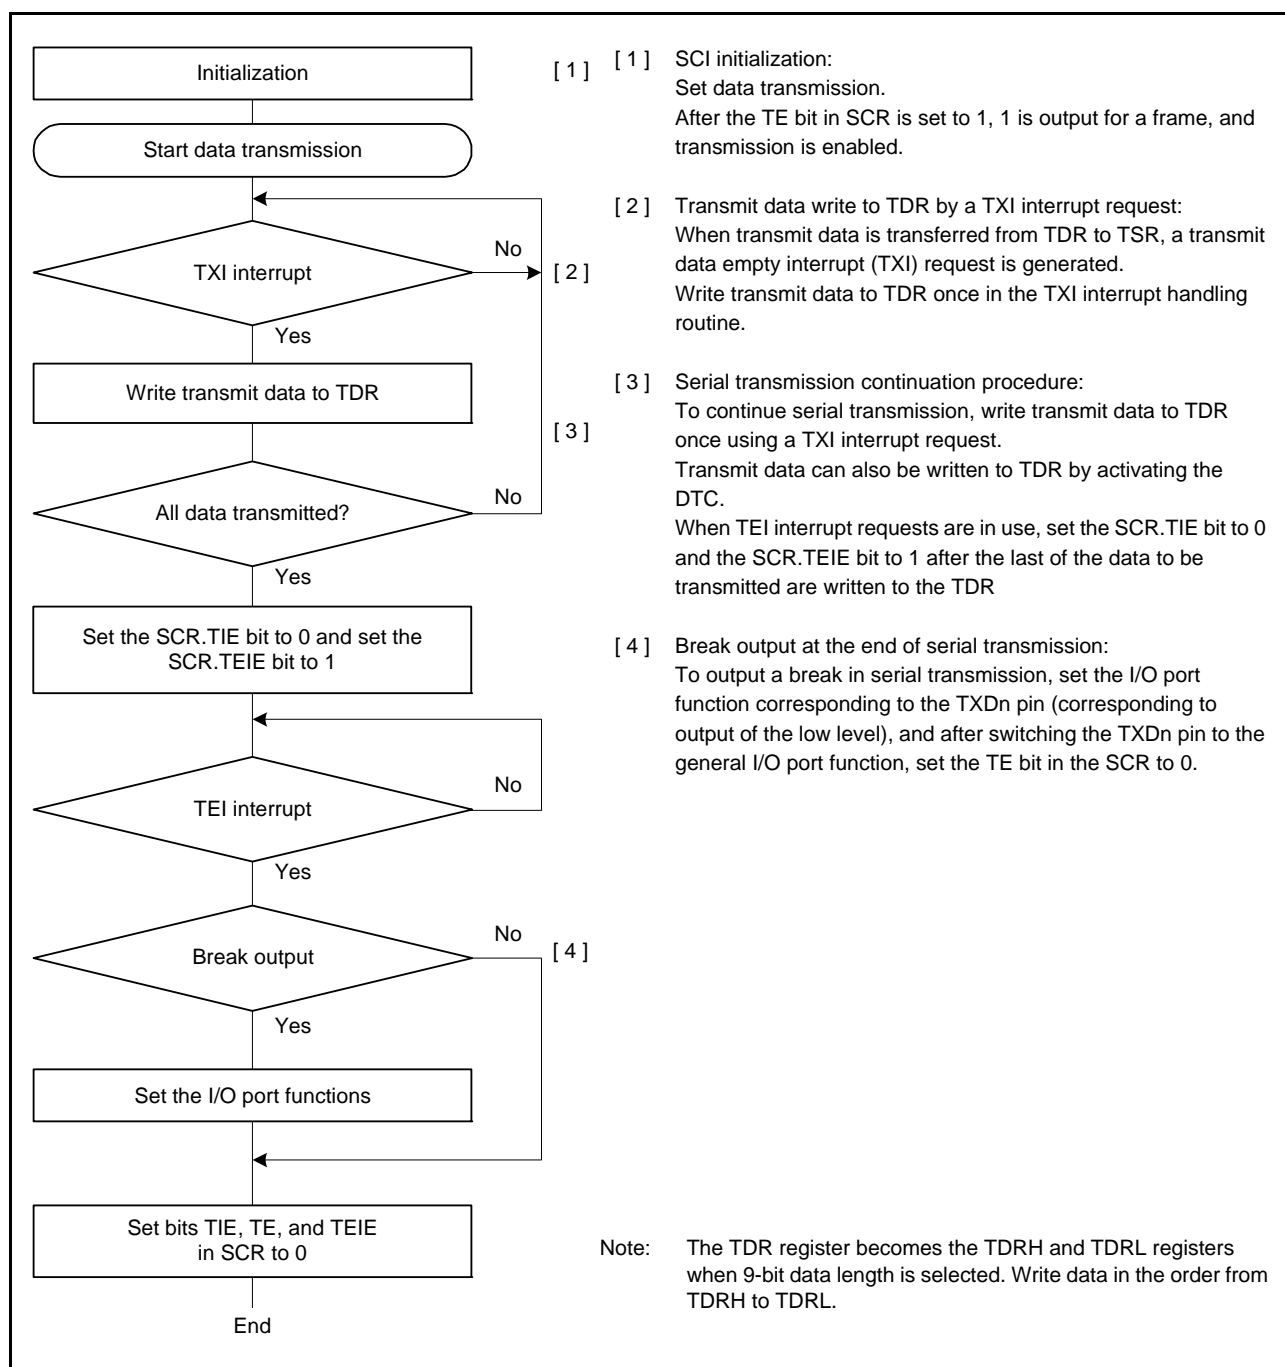 Initialization
[ 1 ]
Start data transmission
TXI interrupt
No
[ 2 ]
Yes
Write transmit data to TDR
[ 3 ]
All data transmitted?
No
Yes
Set the SCR.TIE bit to 0 and set the
SCR.TEIE bit to 1
TEI interrupt
No
Yes
Break output
No
[ 4 ]
Yes
Set the I/O port functions
Set bits TIE, TE, and TEIE
in SCR to 0
End
[ 1 ] SCI initialization:
Set data transmission.
After the TE bit in SCR is set to 1, 1 is output for a frame, and
transmission is enabled.
[ 2 ] Transmit data write to TDR by a TXI interrupt request:
When transmit data is transferred from TDR to TSR, a transmit
data empty interrupt (TXI) request is generated.
Write transmit data to TDR once in the TXI interrupt handling
routine.
[ 3 ] Serial transmission continuation procedure:
To continue serial transmission, write transmit data to TDR
once using a TXI interrupt request.
Transmit data can also be written to TDR by activating the
DTC.
When TEI interrupt requests are in use, set the SCR.TIE bit to 0
and the SCR.TEIE bit to 1 after the last of the data to be
transmitted are written to the TDR
[ 4 ] Break output at the end of serial transmission:
To output a break in serial transmission, set the I/O port
function corresponding to the TXDn pin (corresponding to
output of the low level), and after switching the TXDn pin to the
general I/O port function, set the TE bit in the SCR to 0.
Note: The TDR register becomes the TDRH and TDRL registers
when 9-bit data length is selected. Write data in the order from
TDRH to TDRL.